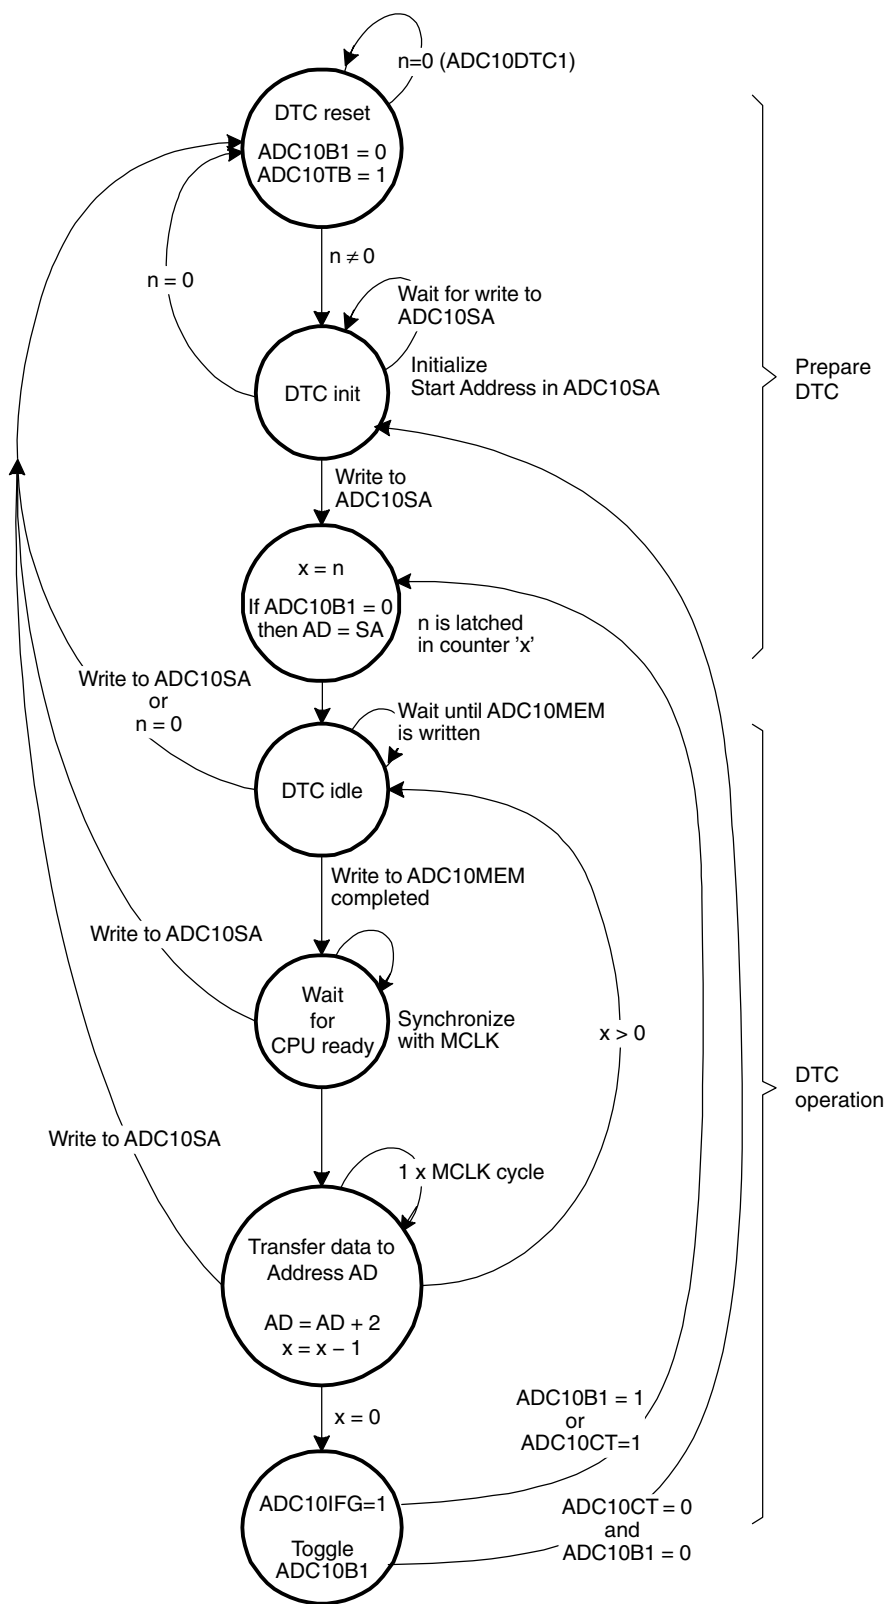 n=0 (ADC10DTC1)
DTC reset
ADC10B1 = 0
ADC10TB = 1
n ≠ 0
n = 0
Wait for write to
ADC10SA
Initialize
Start Address in ADC10SA
DTC init
Prepare
DTC
Write to
ADC10SA
x = n
If ADC10B1 = 0
then AD = SA
n is latched
in counter ’x’
Write to ADC10SA
or
n = 0
Wait until ADC10MEM
is written
DTC idle
Write to ADC10MEM
completed
Write to ADC10SA
Wait
for
CPU ready
Synchronize
with MCLK
x > 0
DTC
operation
Write to ADC10SA
1 x MCLK cycle
Transfer data to
Address AD
AD = AD + 2
x = x − 1
x = 0
ADC10B1 = 1
or
ADC10CT=1
ADC10IFG=1
Toggle
ADC10B1
ADC10CT = 0
and
ADC10B1 = 0